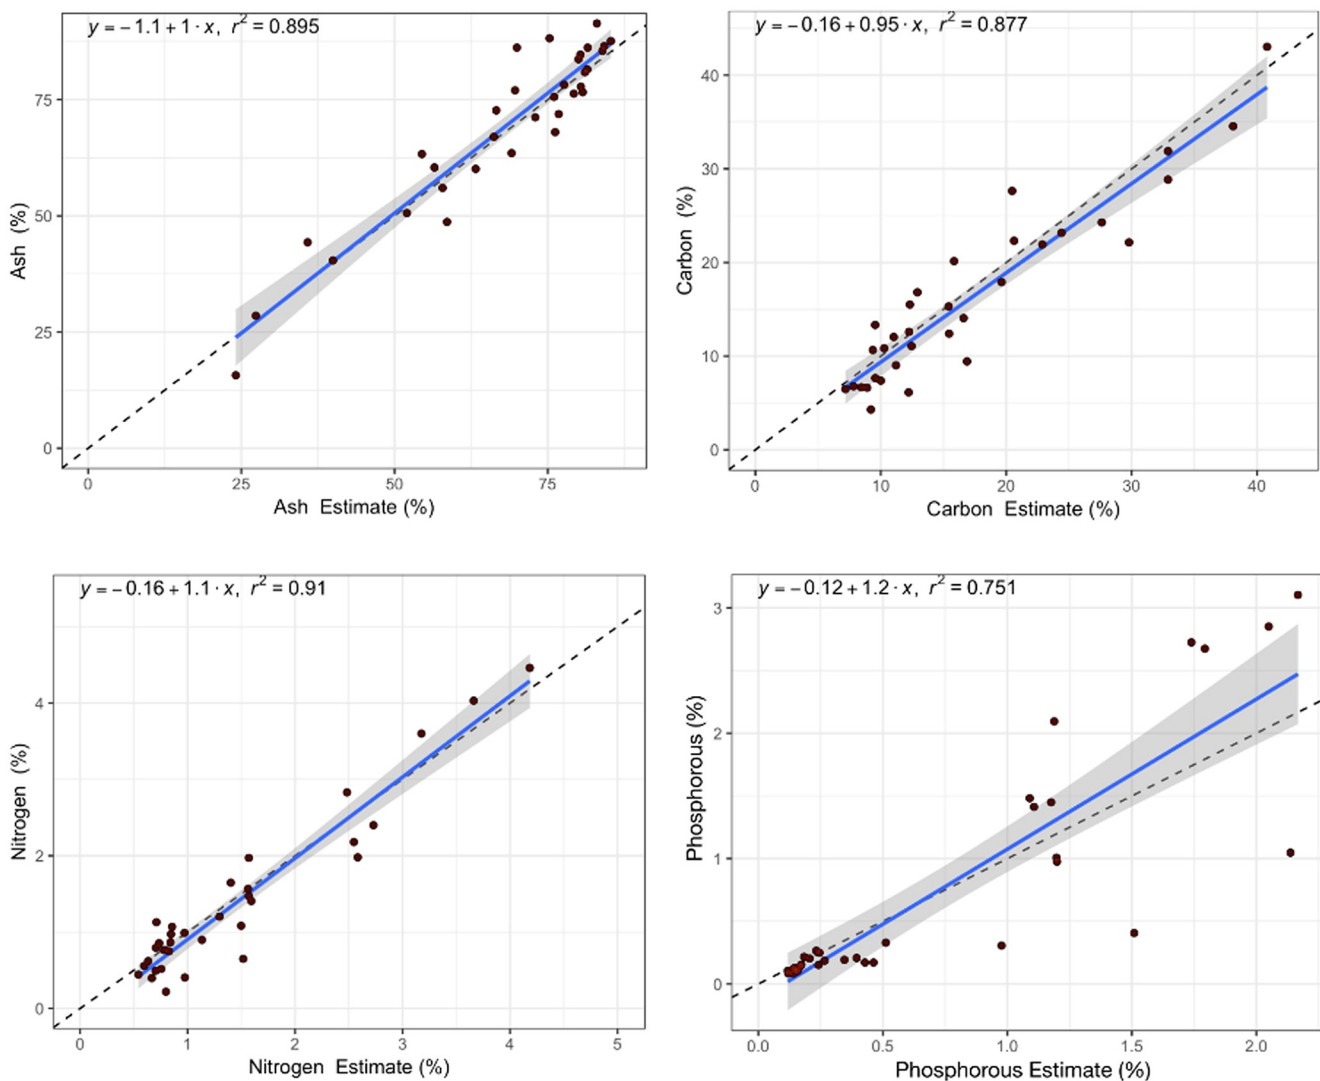 y = −1.1 + 1 · x, r² = 0.895
75
50
25
0
Ash (%)
0 25 50 75
Ash Estimate (%)
y = −0.16 + 0.95 · x, r² = 0.877
40
30
20
10
0
Carbon (%)
0 10 20 30 40
Carbon Estimate (%)
y = −0.16 + 1.1 · x, r² = 0.91
4
2
0
Nitrogen (%)
0 1 2 3 4 5
Nitrogen Estimate (%)
y = −0.12 + 1.2 · x, r² = 0.751
3
2
1
0
Phosphorous (%)
0.0 0.5 1.0 1.5 2.0
Phosphorous Estimate (%)